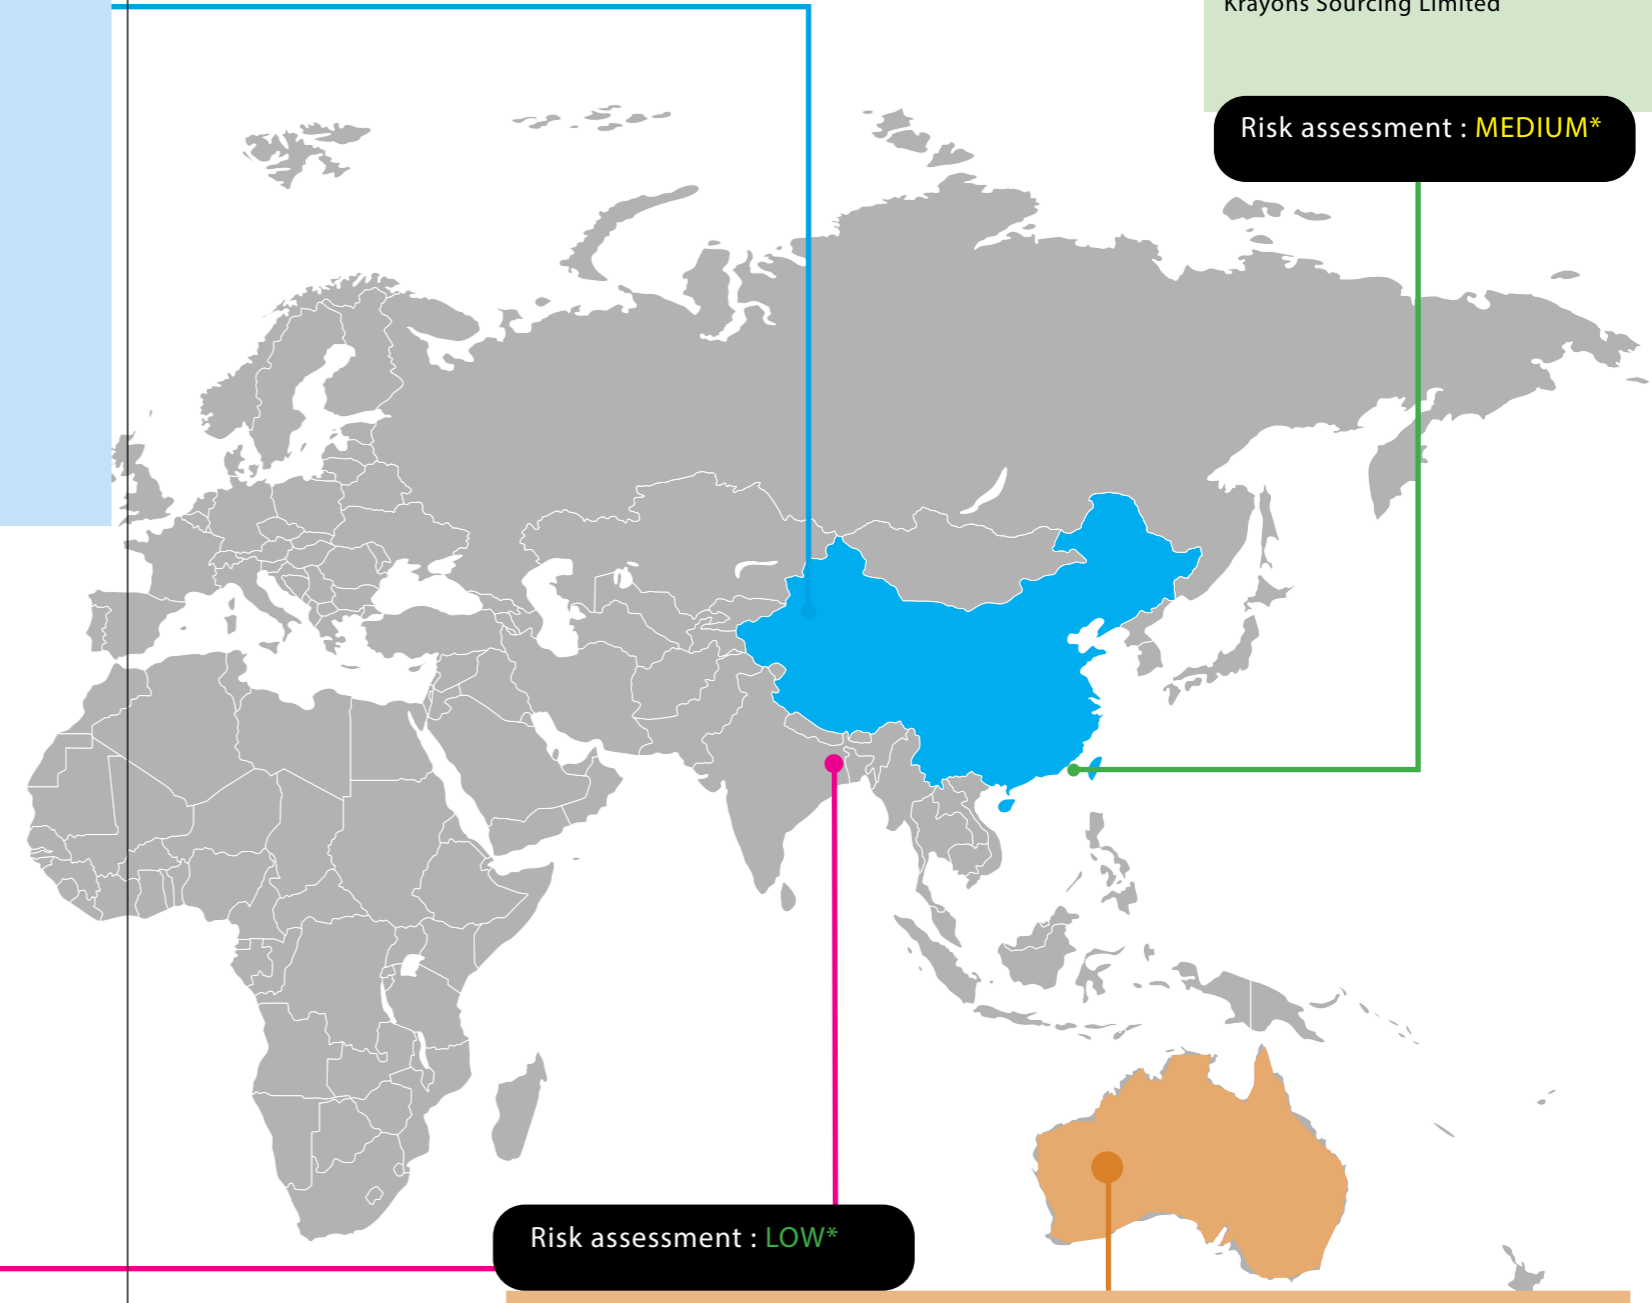 Krayons Sourcing Limited
Risk assessment : MEDIUM*
Risk assessment : LOW*